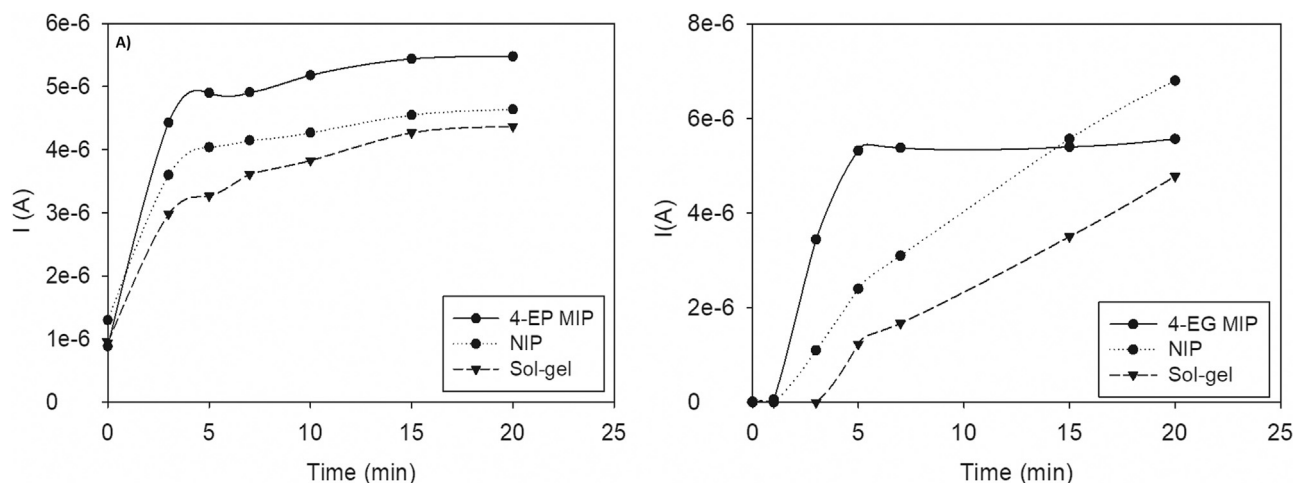 A)
6e-6
5e-6
4e-6
3e-6
2e-6
1e-6
0
I (A)
0 5 10 15 20 25
Time (min)
4-EP MIP
NIP
Sol-gel
8e-6
6e-6
4e-6
2e-6
0
I(A)
0 5 10 15 20 25
Time (min)
4-EG MIP
NIP
Sol-gel